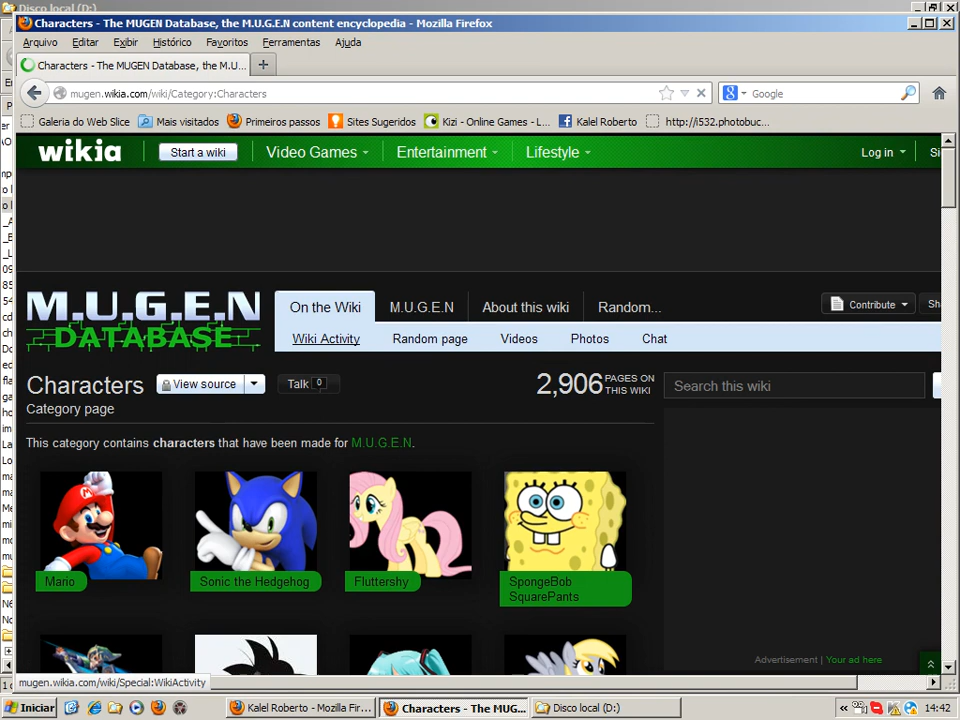 Disco local (D:)
Characters - The MUGEN Database, the M.U.G.E.N content encyclopedia - Mozilla Firefox
Arquivo Editar Exibir Histórico Favoritos Ferramentas Ajuda
Characters - The MUGEN Database, the M.U...
mugen.wikia.com/wiki/Category:Characters
Google
Galeria do Web Slice Mais visitados Primeiros passos Sites Sugeridos Kizi - Online Games - L... Kalel Roberto http://i532.photobuc...
wikia Start a wiki Video Games Entertainment Lifestyle Log in Si
M.U.G.E.N
DATABASE
On the Wiki M.U.G.E.N About this wiki Random... Contribute Sh
Wiki Activity Random page Videos Photos Chat
Characters View source Talk 0
2,906 PAGES ON
THIS WIKI
Search this wiki
Category page
This category contains characters that have been made for M.U.G.E.N.
M
Mario Sonic the Hedgehog Fluttershy SpongeBob
SquarePants
Advertisement | Your ad here
mugen.wikia.com/wiki/Special:WikiActivity
Iniciar Kalel Roberto - Mozilla Fir... Characters - The MUG... Disco local (D:) 14:42